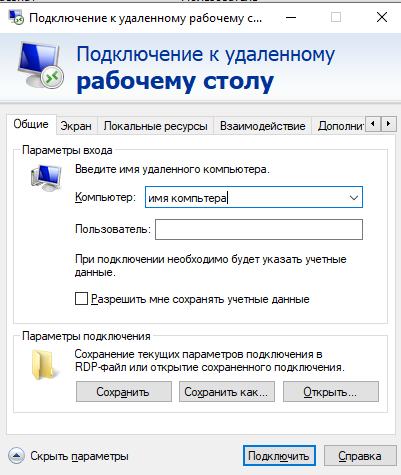 Подключение к удаленному рабочему с...
Подключение к удаленному
рабочему столу
Общие Экран Локальные ресурсы Взаимодействие Дополнит
Параметры входа
Введите имя удаленного компьютера.
Компьютер: имя компьтера
Пользователь:
При подключении необходимо будет указать учетные
данные.
Разрешить мне сохранять учетные данные
Параметры подключения
Сохранение текущих параметров подключения в
RDP-Файл или открытие сохраненного подключения.
Сохранить Сохранить как... Открыть...
Скрыть параметры Подключить Справка